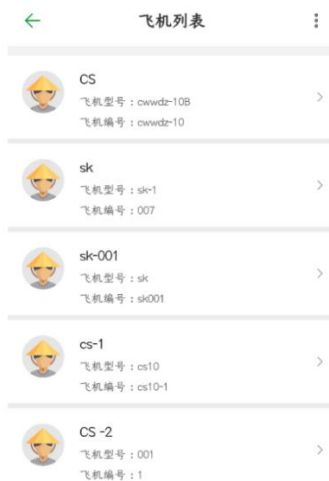 飞机列表
CS
飞机型号：cwwdz-10B
飞机编号：cwwdz-10
sk
飞机型号：sk-1
飞机编号：007
sk-001
飞机型号：sk
飞机编号：sk001
cs-1
飞机型号：cs10
飞机编号：cs10-1
CS -2
飞机型号：001
飞机编号：1